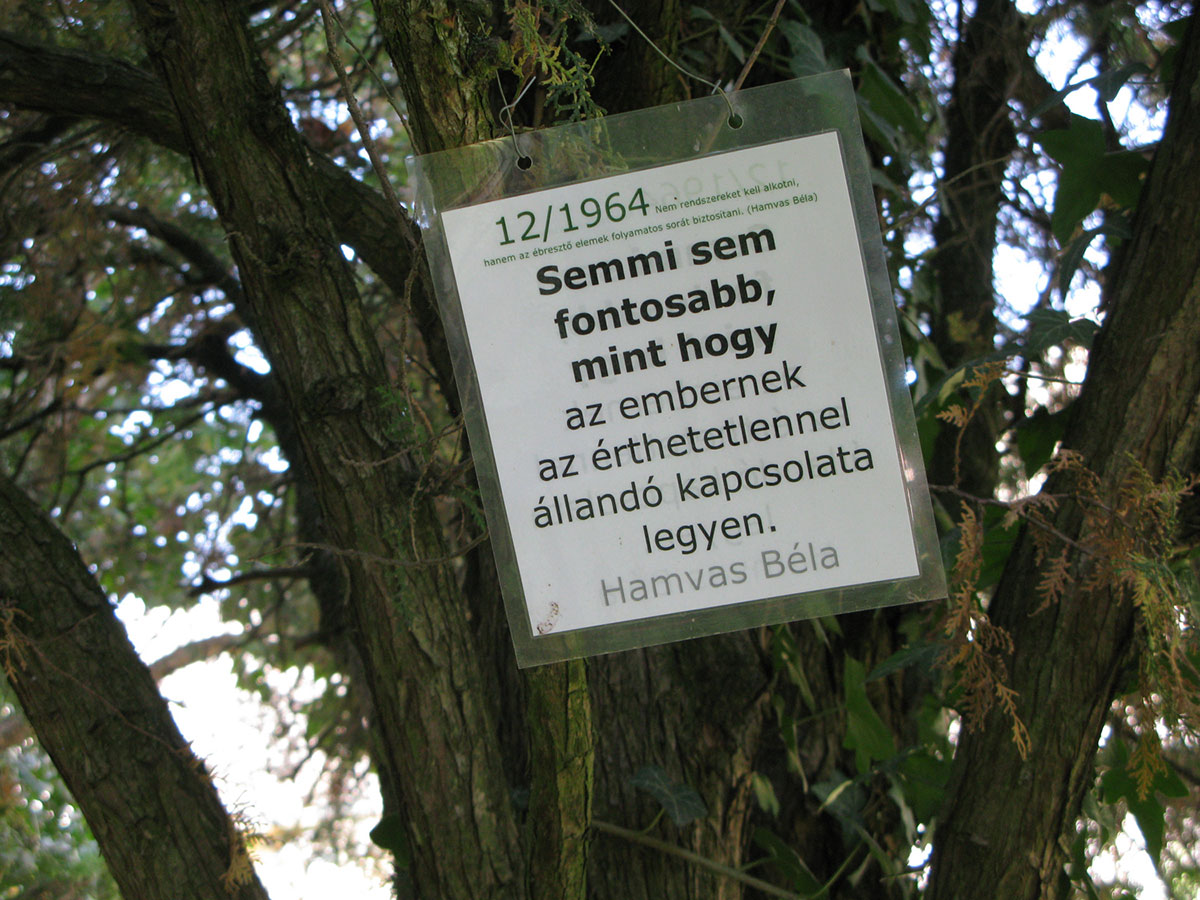 12/1964 Nem rendszereket kell alkotni,
hanem az ébresztő elemek folyamatos sorát biztosítani. (Hamvas Béla)
Semmi sem
fontosabb,
mint hogy
az embernek
az érthetetlennel
állandó kapcsolata
legyen.
Hamvas Béla